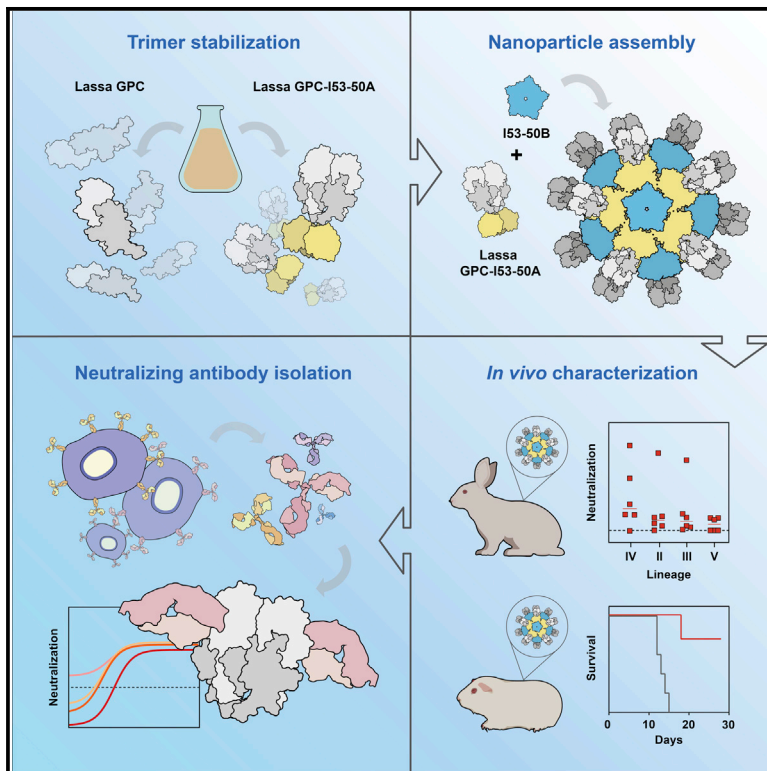 Trimer stabilization
Lassa GPC
Lassa GPC-I53-50A
Nanoparticle assembly
I53-50B
+
Lassa
GPC-I53-50A
Neutralizing antibody isolation
Neutralization
In vivo characterization
Neutralization
IV II III V
Lineage
Survival
0 10 20 30
Days